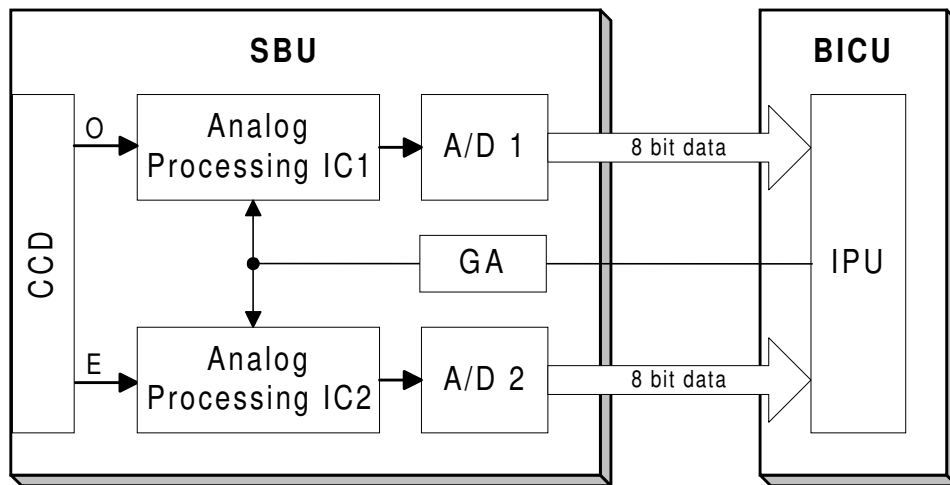 SBU
BICU
CCD
O
Analog
Processing IC1
A/D 1
8 bit data
GA
IPU
E
Analog
Processing IC2
A/D 2
8 bit data